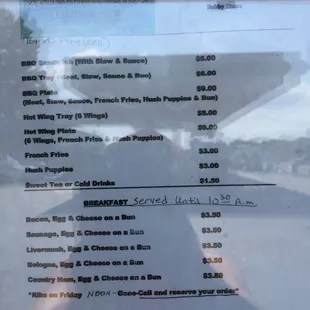 BBQ Sandwich (With Slaw & Sauce) $5.00
BBQ Tray (Meat, Slaw, Sauce & Bun) $6.00
BBQ Plate $9.00
(Meat, Slaw, Sauce, French Fries, Hush Puppies & Bun)
Hot Wing Tray (6 Wings) $5.00
Hot Wing Plate $9.00
(6 Wings, French Fries & Hush Puppies)
French Fries $3.00
Hush Puppies $3.00
Sweet Tea or Cold Drinks $1.50
BREAKFAST Served Until 10:30 A.m.
Bacon, Egg & Cheese on a Bun $3.50
Sausage, Egg & Cheese on a Bun $3.50
Livermush, Egg & Cheese on a Bun $3.50
Bologna, Egg & Cheese on a Bun $3.50
Country Ham, Egg & Cheese on a Bun $3.50
*Ribs on Friday NOON - Gone-Call and reserve your order*